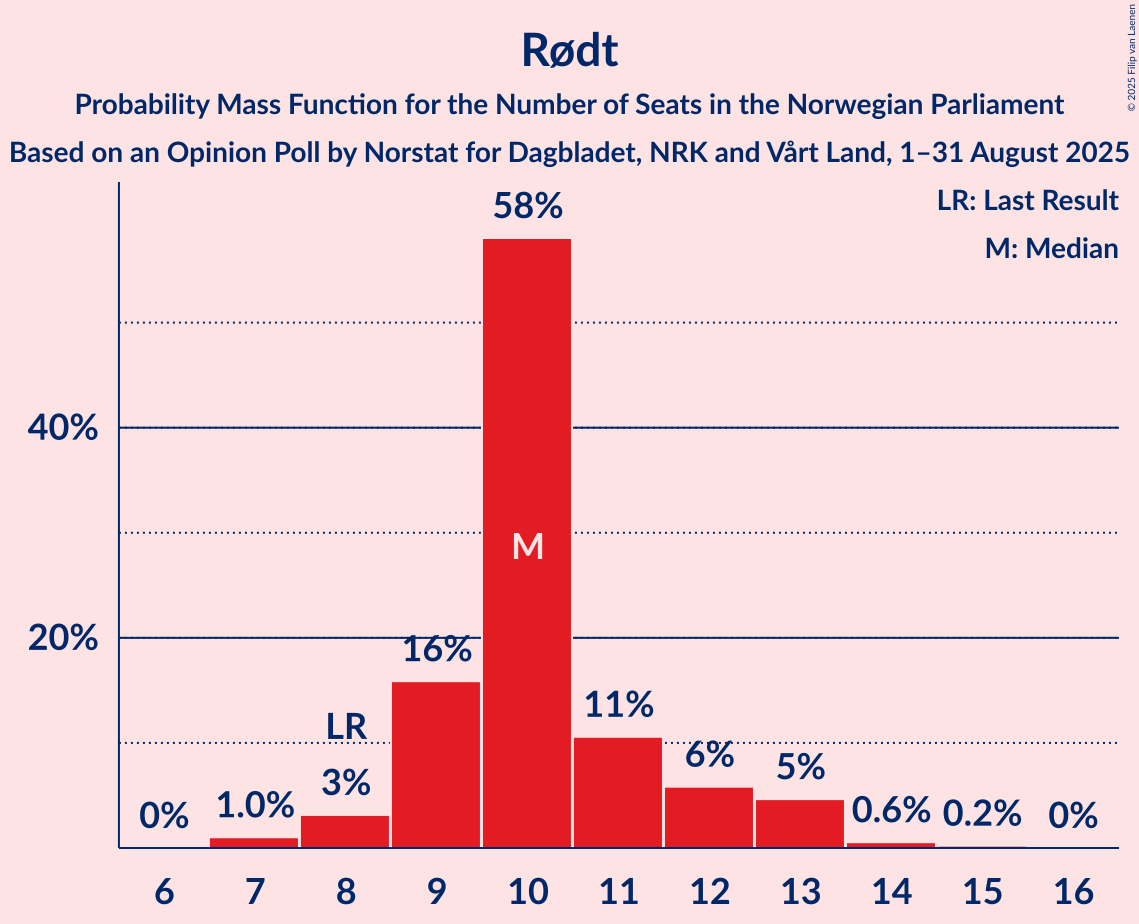 Rødt
Probability Mass Function for the Number of Seats in the Norwegian Parliament
Based on an Opinion Poll by Norstat for Dagbladet, NRK and Vårt Land, 1–31 August 2025
© 2025 Filip van Laenen
LR: Last Result
M: Median
58%
40%
M
20%
16%
LR
11%
6%
5%
3%
0%
1.0%
0.6%
0.2%
0%
6 7 8 9 10 11 12 13 14 15 16